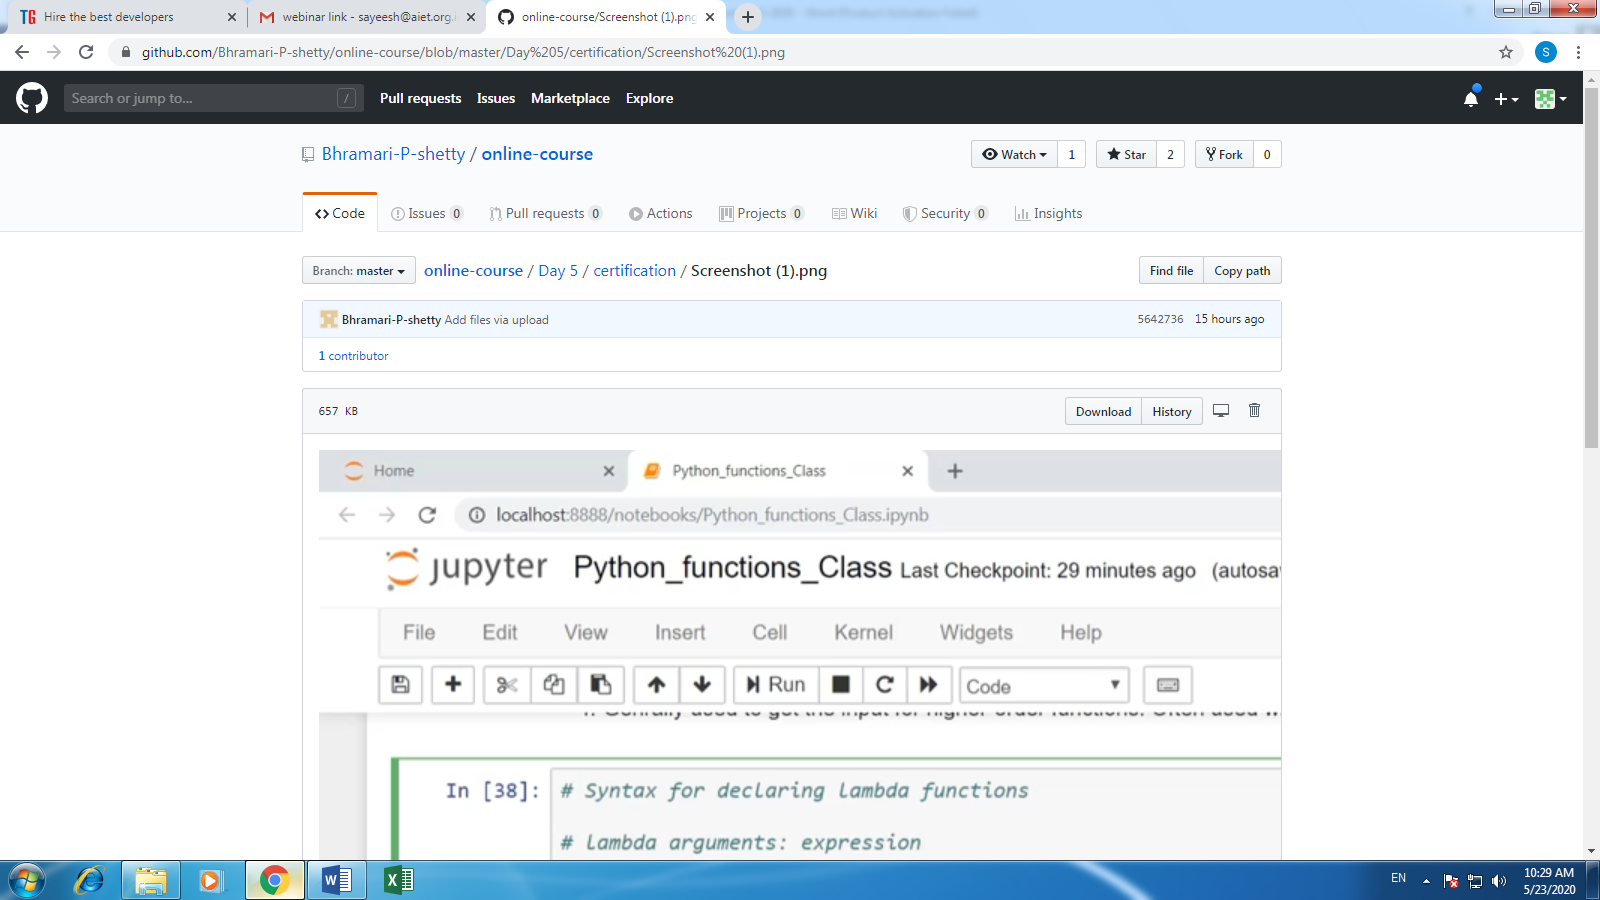 Hire the best developers
webinar link - sayeesh@aiet.org.i
online-course/Screenshot (1).png
github.com/Bhramari-P-shetty/online-course/blob/master/Day%205/certification/Screenshot%20(1).png
S
Search or jump to...
/
Pull requests
Issues
Marketplace
Explore
Bhramari-P-shetty / online-course
Watch 1
Star 2
Fork 0
Code
Issues 0
Pull requests 0
Actions
Projects 0
Wiki
Security 0
Insights
Branch: master
online-course / Day 5 / certification / Screenshot (1).png
Find file
Copy path
Bhramari-P-shetty Add files via upload
5642736 15 hours ago
1 contributor
657 KB
Download
History
Home
Python_functions_Class
localhost:8888/notebooks/Python_functions_Class.ipynb
jupyter Python_functions_Class Last Checkpoint: 29 minutes ago (autosa
File Edit View Insert Cell Kernel Widgets Help
Run
Code
In [38]: # Syntax for declaring lambda functions
# lambda arguments: expression
EN
10:29 AM
5/23/2020